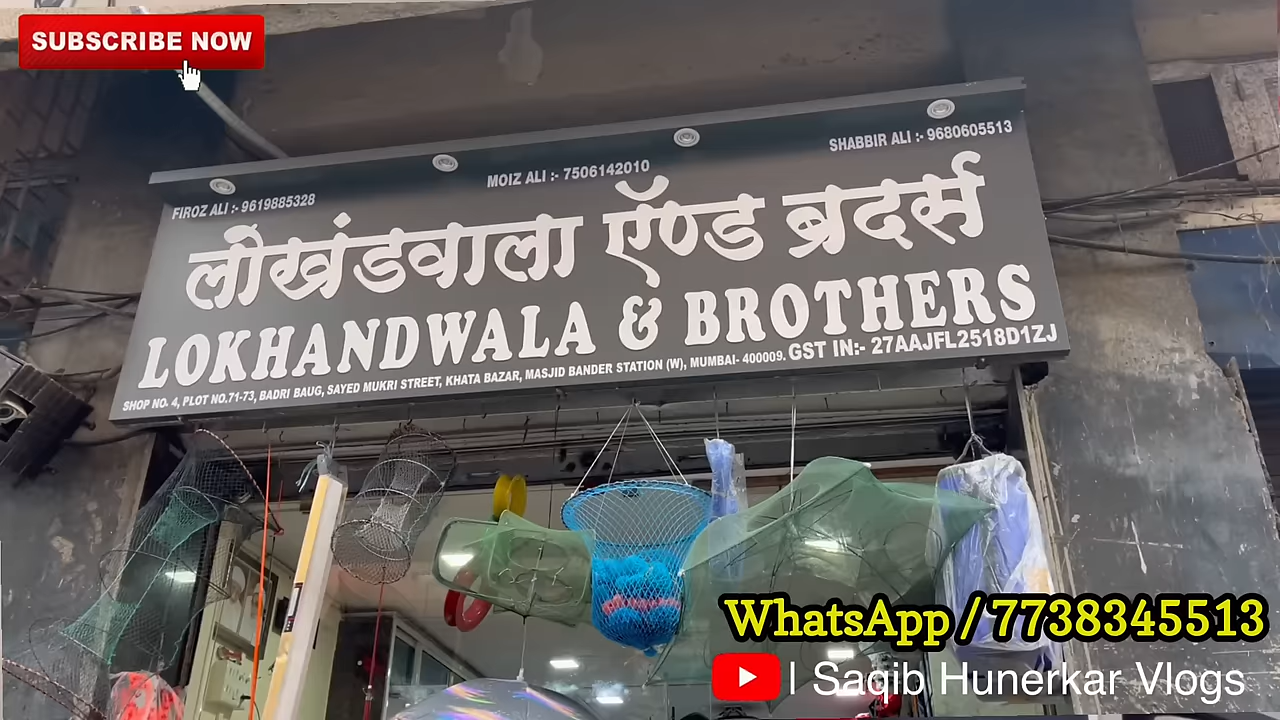 SUBSCRIBE NOW
FIROZ ALI :- 9619885328
MOIZ ALI :- 7506142010
SHABBIR ALI :- 9680605513
लोखंडवाला ऍण्ड ब्रदर्स
LOKHANDWALA & BROTHERS
SHOP NO. 4, PLOT NO.71-73, BADRI BAUG, SAYED MUKRI STREET, KHATA BAZAR, MASJID BANDER STATION (W), MUMBAI- 400009.
GST IN:- 27AAJFL2518D1ZJ
WhatsApp / 7738345513
I Saqib Hunerkar Vlogs